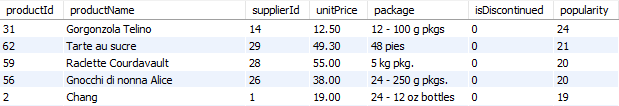 productId productName supplierId unitPrice package isDiscontinued popularity
31 Gorgonzola Telino 14 12.50 12 - 100 g pkgs 0 24
62 Tarte au sucre 29 49.30 48 pies 0 21
59 Raclette Courdavault 28 55.00 5 kg pkg. 0 20
56 Gnocchi di nonna Alice 26 38.00 24 - 250 g pkgs. 0 20
2 Chang 1 19.00 24 - 12 oz bottles 0 19